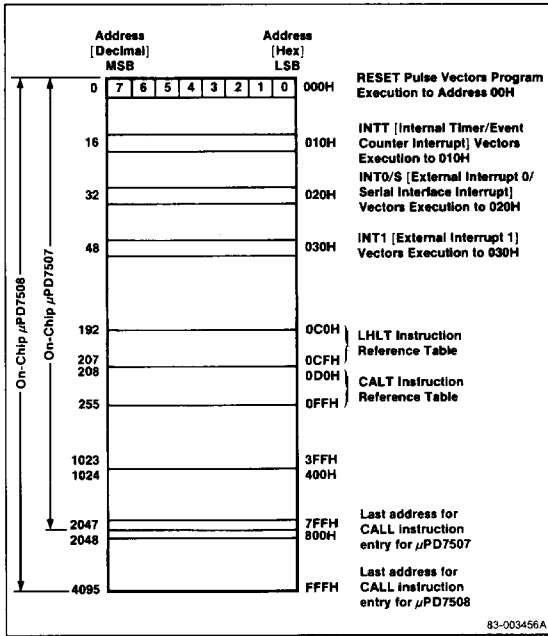 Address
[Decimal]
MSB
Address
[Hex]
LSB
0 7 6 5 4 3 2 1 0 000H
RESET Pulse Vectors Program
Execution to Address 00H
16 010H
INTT [Internal Timer/Event
Counter Interrupt] Vectors
Execution to 010H
32 020H
INT0/S [External Interrupt 0/
Serial Interface Interrupt]
Vectors Execution to 020H
48 030H
INT1 [External Interrupt 1]
Vectors Execution to 030H
On-Chip μPD7508
On-Chip μPD7507
192 0C0H
207 0CFH
LHLT Instruction
Reference Table
208 0D0H
255 0FFH
CALT Instruction
Reference Table
1023 3FFH
1024 400H
2047 7FFH
2048 800H
Last address for
CALL instruction
entry for μPD7507
4095 FFFH
Last address for
CALL instruction
entry for μPD7508
83-003456A